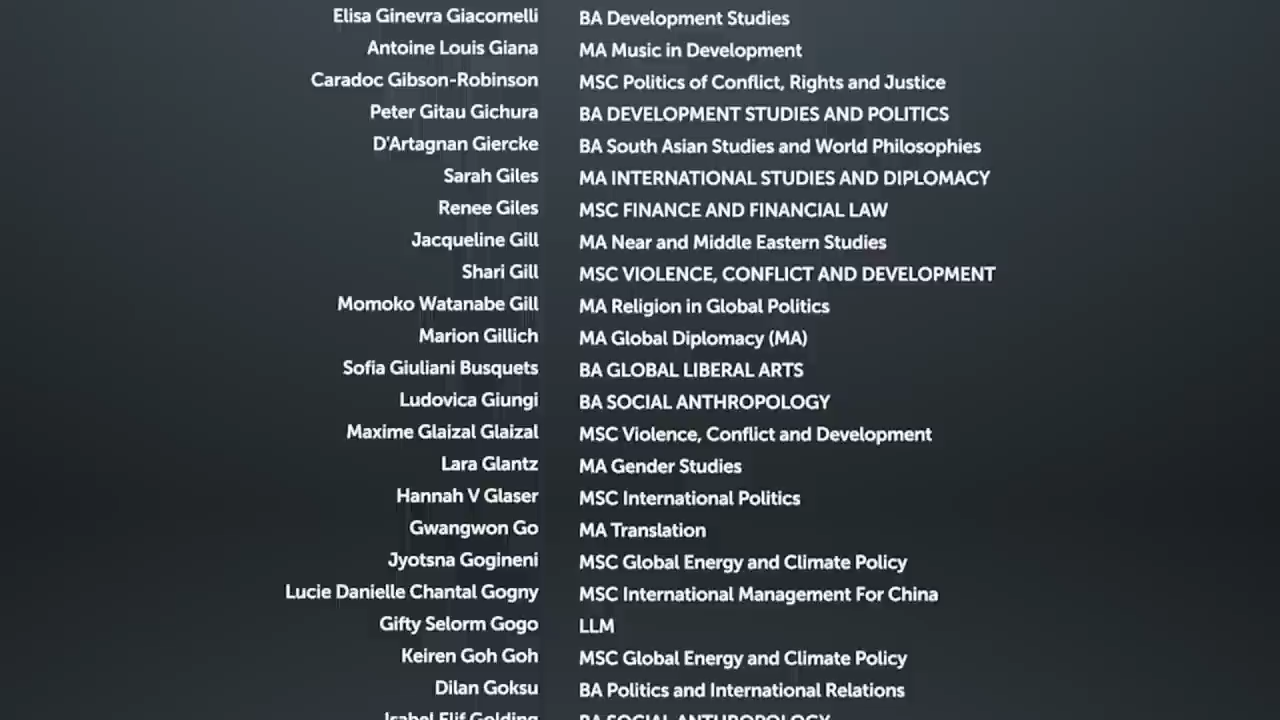 Elisa Ginevra Giacomelli BA Development Studies
Antoine Louis Giana MA Music in Development
Caradoc Gibson-Robinson MSC Politics of Conflict, Rights and Justice
Peter Gitau Gichura BA DEVELOPMENT STUDIES AND POLITICS
D'Artagnan Giercke BA South Asian Studies and World Philosophies
Sarah Giles MA INTERNATIONAL STUDIES AND DIPLOMACY
Renee Giles MSC FINANCE AND FINANCIAL LAW
Jacqueline Gill MA Near and Middle Eastern Studies
Shari Gill MSC VIOLENCE, CONFLICT AND DEVELOPMENT
Momoko Watanabe Gill MA Religion in Global Politics
Marion Gillich MA Global Diplomacy (MA)
Sofia Giuliani Busquets BA GLOBAL LIBERAL ARTS
Ludovica Giungi BA SOCIAL ANTHROPOLOGY
Maxime Glaizal Glaizal MSC Violence, Conflict and Development
Lara Glantz MA Gender Studies
Hannah V Glaser MSC International Politics
Gwangwon Go MA Translation
Jyotsna Gogineni MSC Global Energy and Climate Policy
Lucie Danielle Chantal Gogny MSC International Management For China
Gifty Selorm Gogo LLM
Keiren Goh Goh MSC Global Energy and Climate Policy
Dilan Goksu BA Politics and International Relations
Isabel Elif Golding BA SOCIAL ANTHROPOLOGY